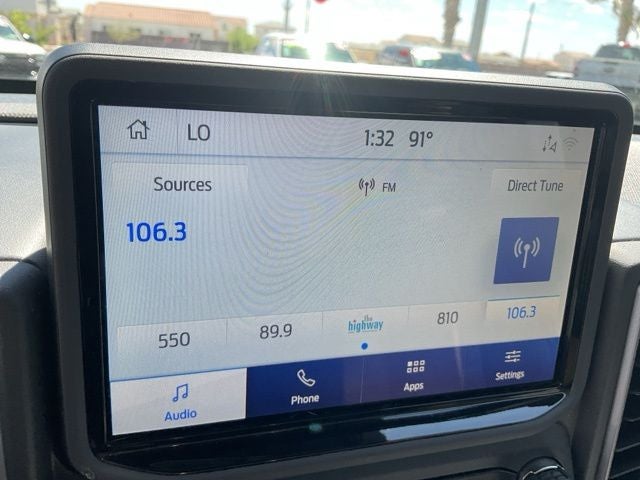 LO 1:32 91°
Sources FM Direct Tune
106.3
550 89.9 the highway 810 106.3
Audio Phone Apps Settings